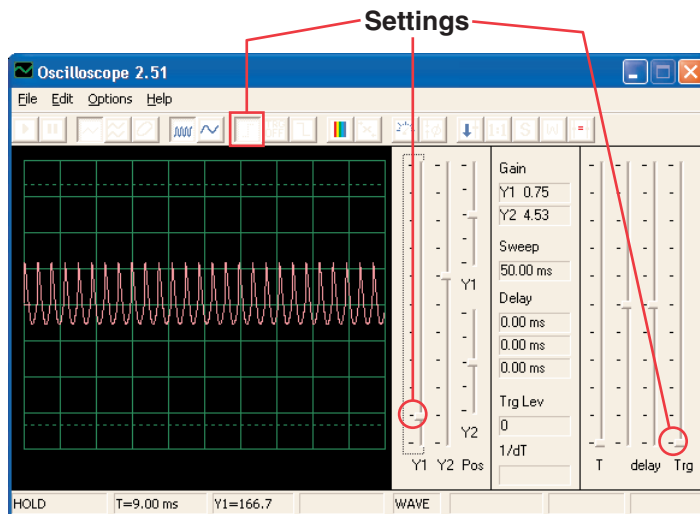 Settings
Oscilloscope 2.51
File Edit Options Help
Gain
Y1 0.75
Y2 4.53
Sweep
50.00 ms
Y1
Delay
0.00 ms
0.00 ms
0.00 ms
Trg Lev
0
Y2
1/dT
Y1 Y2 Pos
T delay Trg
HOLD T=9.00 ms Y1=166.7 WAVE